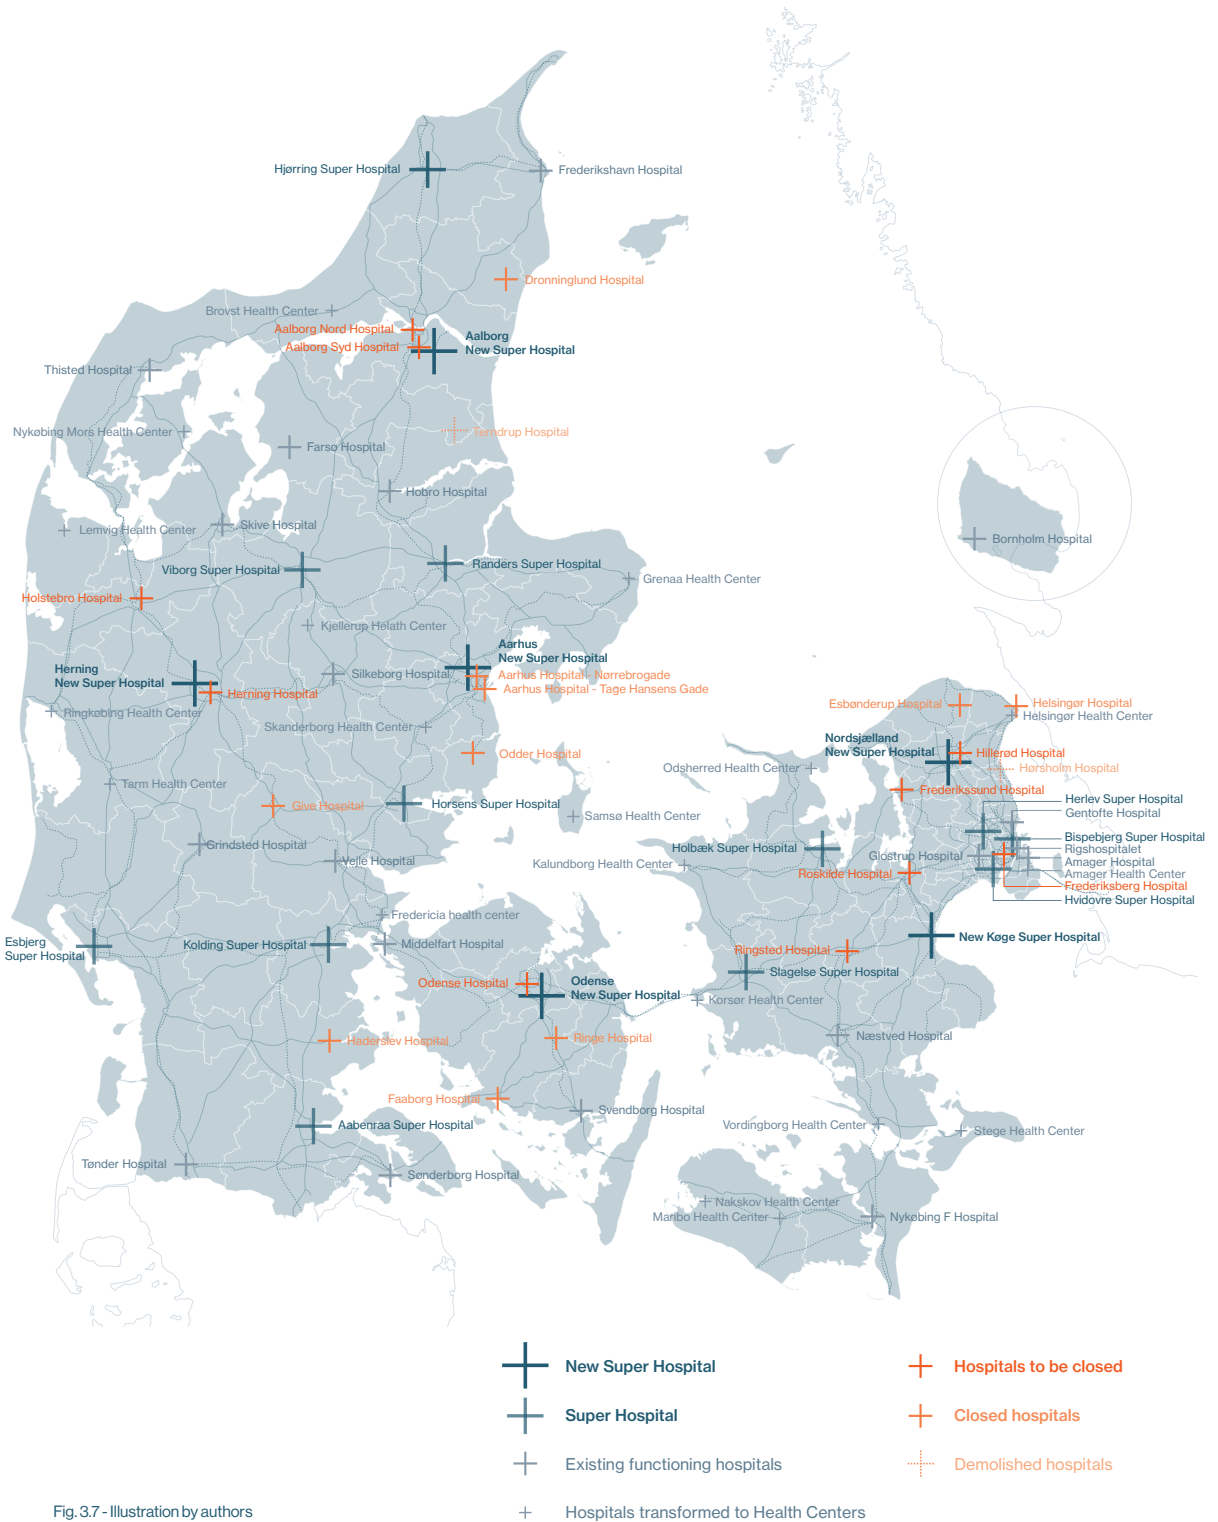 Hjørring Super Hospital
Frederikshavn Hospital
Dronninglund Hospital
Brovst Health Center
Aalborg Nord Hospital
Aalborg Syd Hospital
Aalborg
New Super Hospital
Thisted Hospital
Nykøbing Mors Health Center
Terndrup Hospital
Farsø Hospital
Hobro Hospital
Lemvig Health Center
Skive Hospital
Bornholm Hospital
Viborg Super Hospital
Randers Super Hospital
Grenaa Health Center
Holstebro Hospital
Kjellerup Helath Center
Aarhus
New Super Hospital
Herning
New Super Hospital
Silkeborg Hospital
Aarhus Hospital - Nørrebrogade
Aarhus Hospital - Tage Hansens Gade
Herning Hospital
Ringkøbing Health Center
Skanderborg Health Center
Esbønderup Hospital
Helsingør Hospital
Helsingør Health Center
Nordsjælland
New Super Hospital
Hillerød Hospital
Odder Hospital
Odsherred Health Center
Hørsholm Hospital
Tarm Health Center
Frederikssund Hospital
Give Hospital
Horsens Super Hospital
Herlev Super Hospital
Gentofte Hospital
Samsø Health Center
Bispebjerg Super Hospital
Grindsted Hospital
Holbæk Super Hospital
Rigshospitalet
Glostrup Hospital
Vejle Hospital
Kalundborg Health Center
Amager Hospital
Roskilde Hospital
Amager Health Center
Frederiksberg Hospital
Hvidovre Super Hospital
Fredericia health center
New Køge Super Hospital
Esbjerg
Super Hospital
Kolding Super Hospital
Middelfart Hospital
Ringsted Hospital
Slagelse Super Hospital
Odense Hospital
Odense
New Super Hospital
Korsør Health Center
Næstved Hospital
Haderslev Hospital
Ringe Hospital
Faaborg Hospital
Svendborg Hospital
Aabenraa Super Hospital
Vordingborg Health Center
Stege Health Center
Tønder Hospital
Sønderborg Hospital
Nakskov Health Center
Maribo Health Center
Nykøbing F Hospital
New Super Hospital
Hospitals to be closed
Super Hospital
Closed hospitals
Existing functioning hospitals
Demolished hospitals
Fig. 3.7 - Illustration by authors
Hospitals transformed to Health Centers